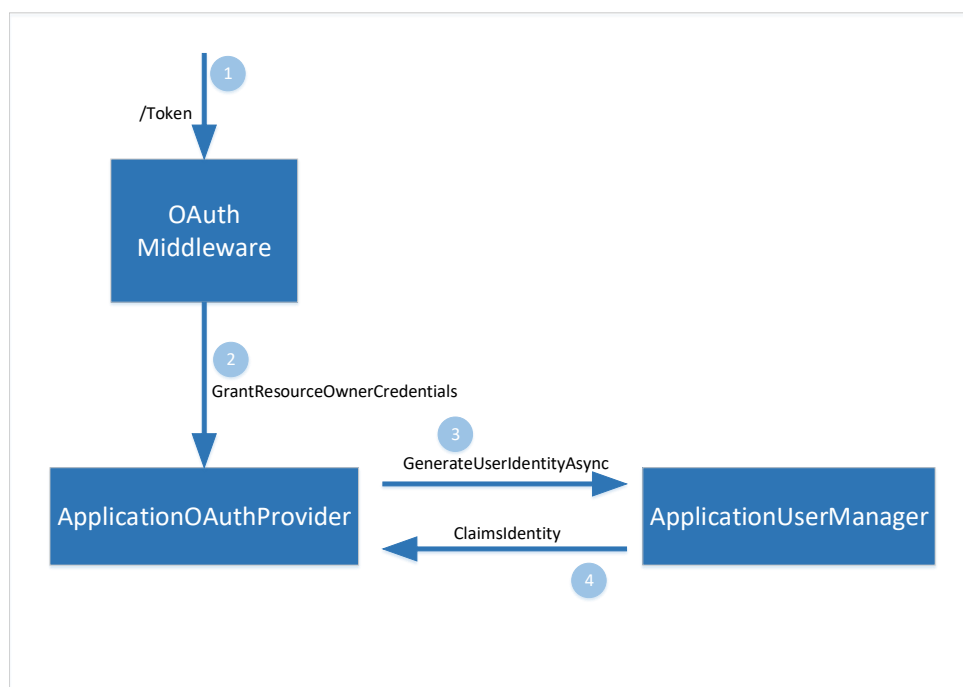 1
/Token
OAuth
Middleware
2
GrantResourceOwnerCredentials
3
GenerateUserIdentityAsync
ApplicationOAuthProvider
ApplicationUserManager
ClaimsIdentity
4